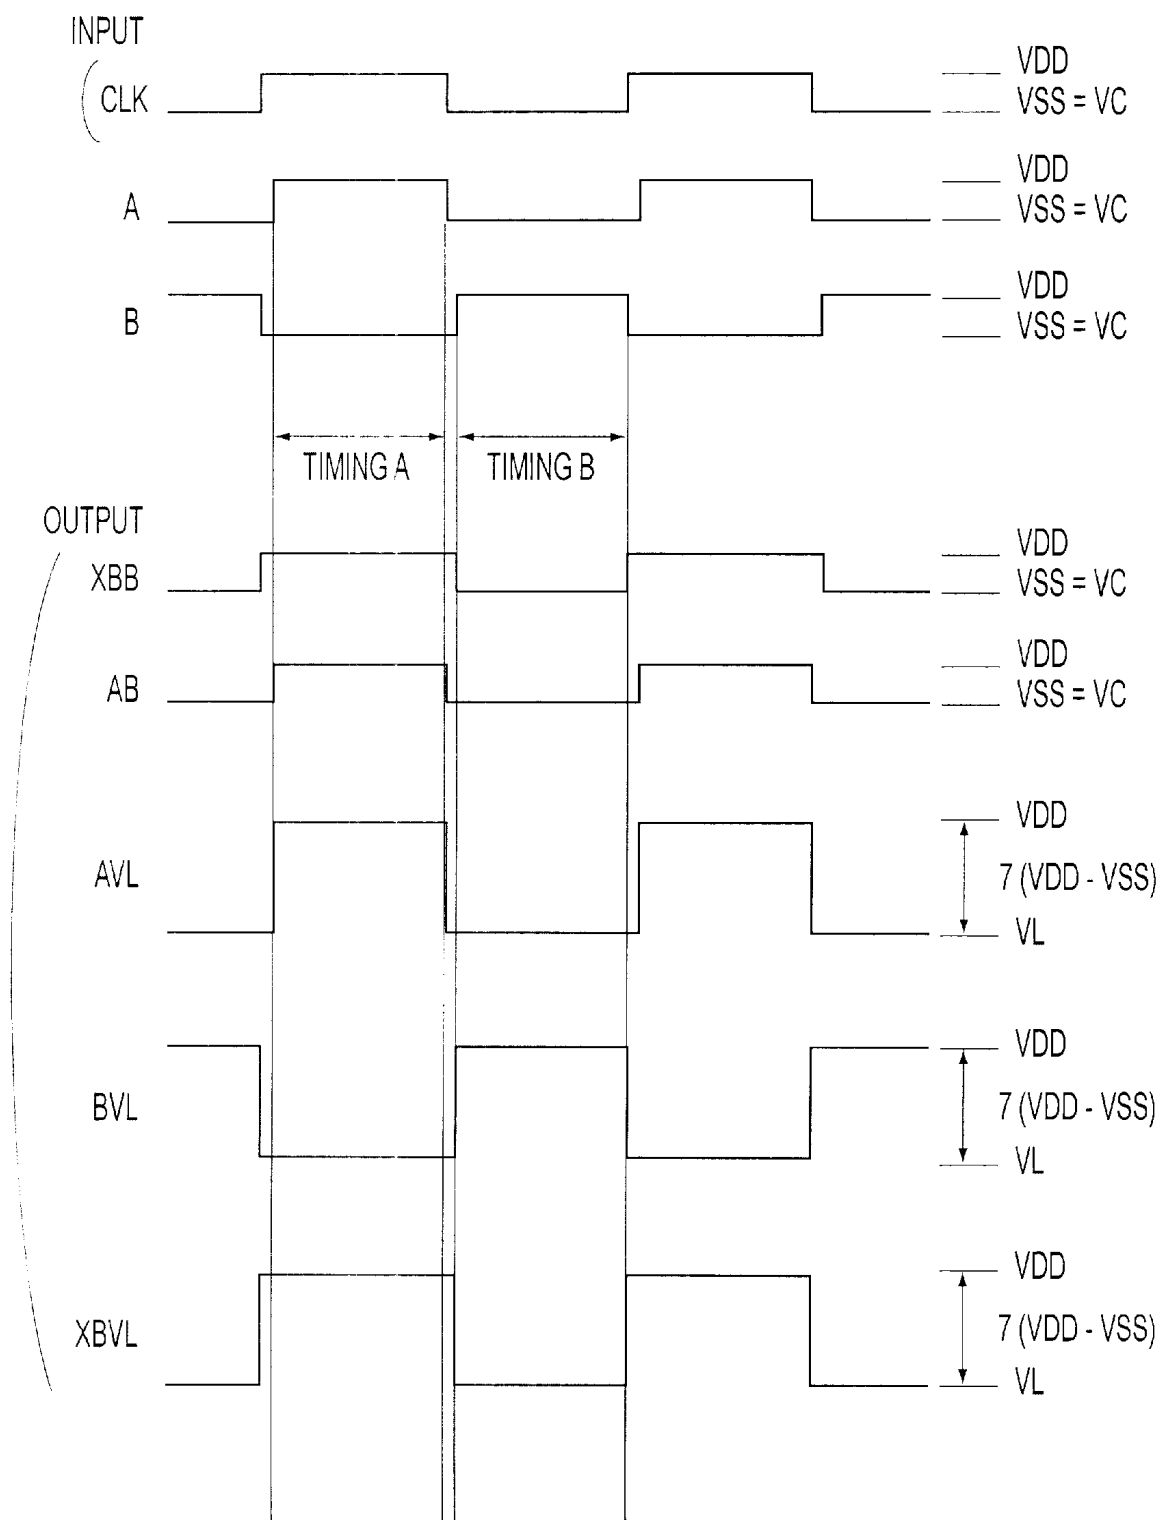 INPUT
CLK
VDD
VSS = VC
A
VDD
VSS = VC
B
VDD
VSS = VC
TIMING A
TIMING B
OUTPUT
XBB
VDD
VSS = VC
AB
VDD
VSS = VC
AVL
VDD
7 (VDD - VSS)
VL
BVL
VDD
7 (VDD - VSS)
VL
XBVL
VDD
7 (VDD - VSS)
VL